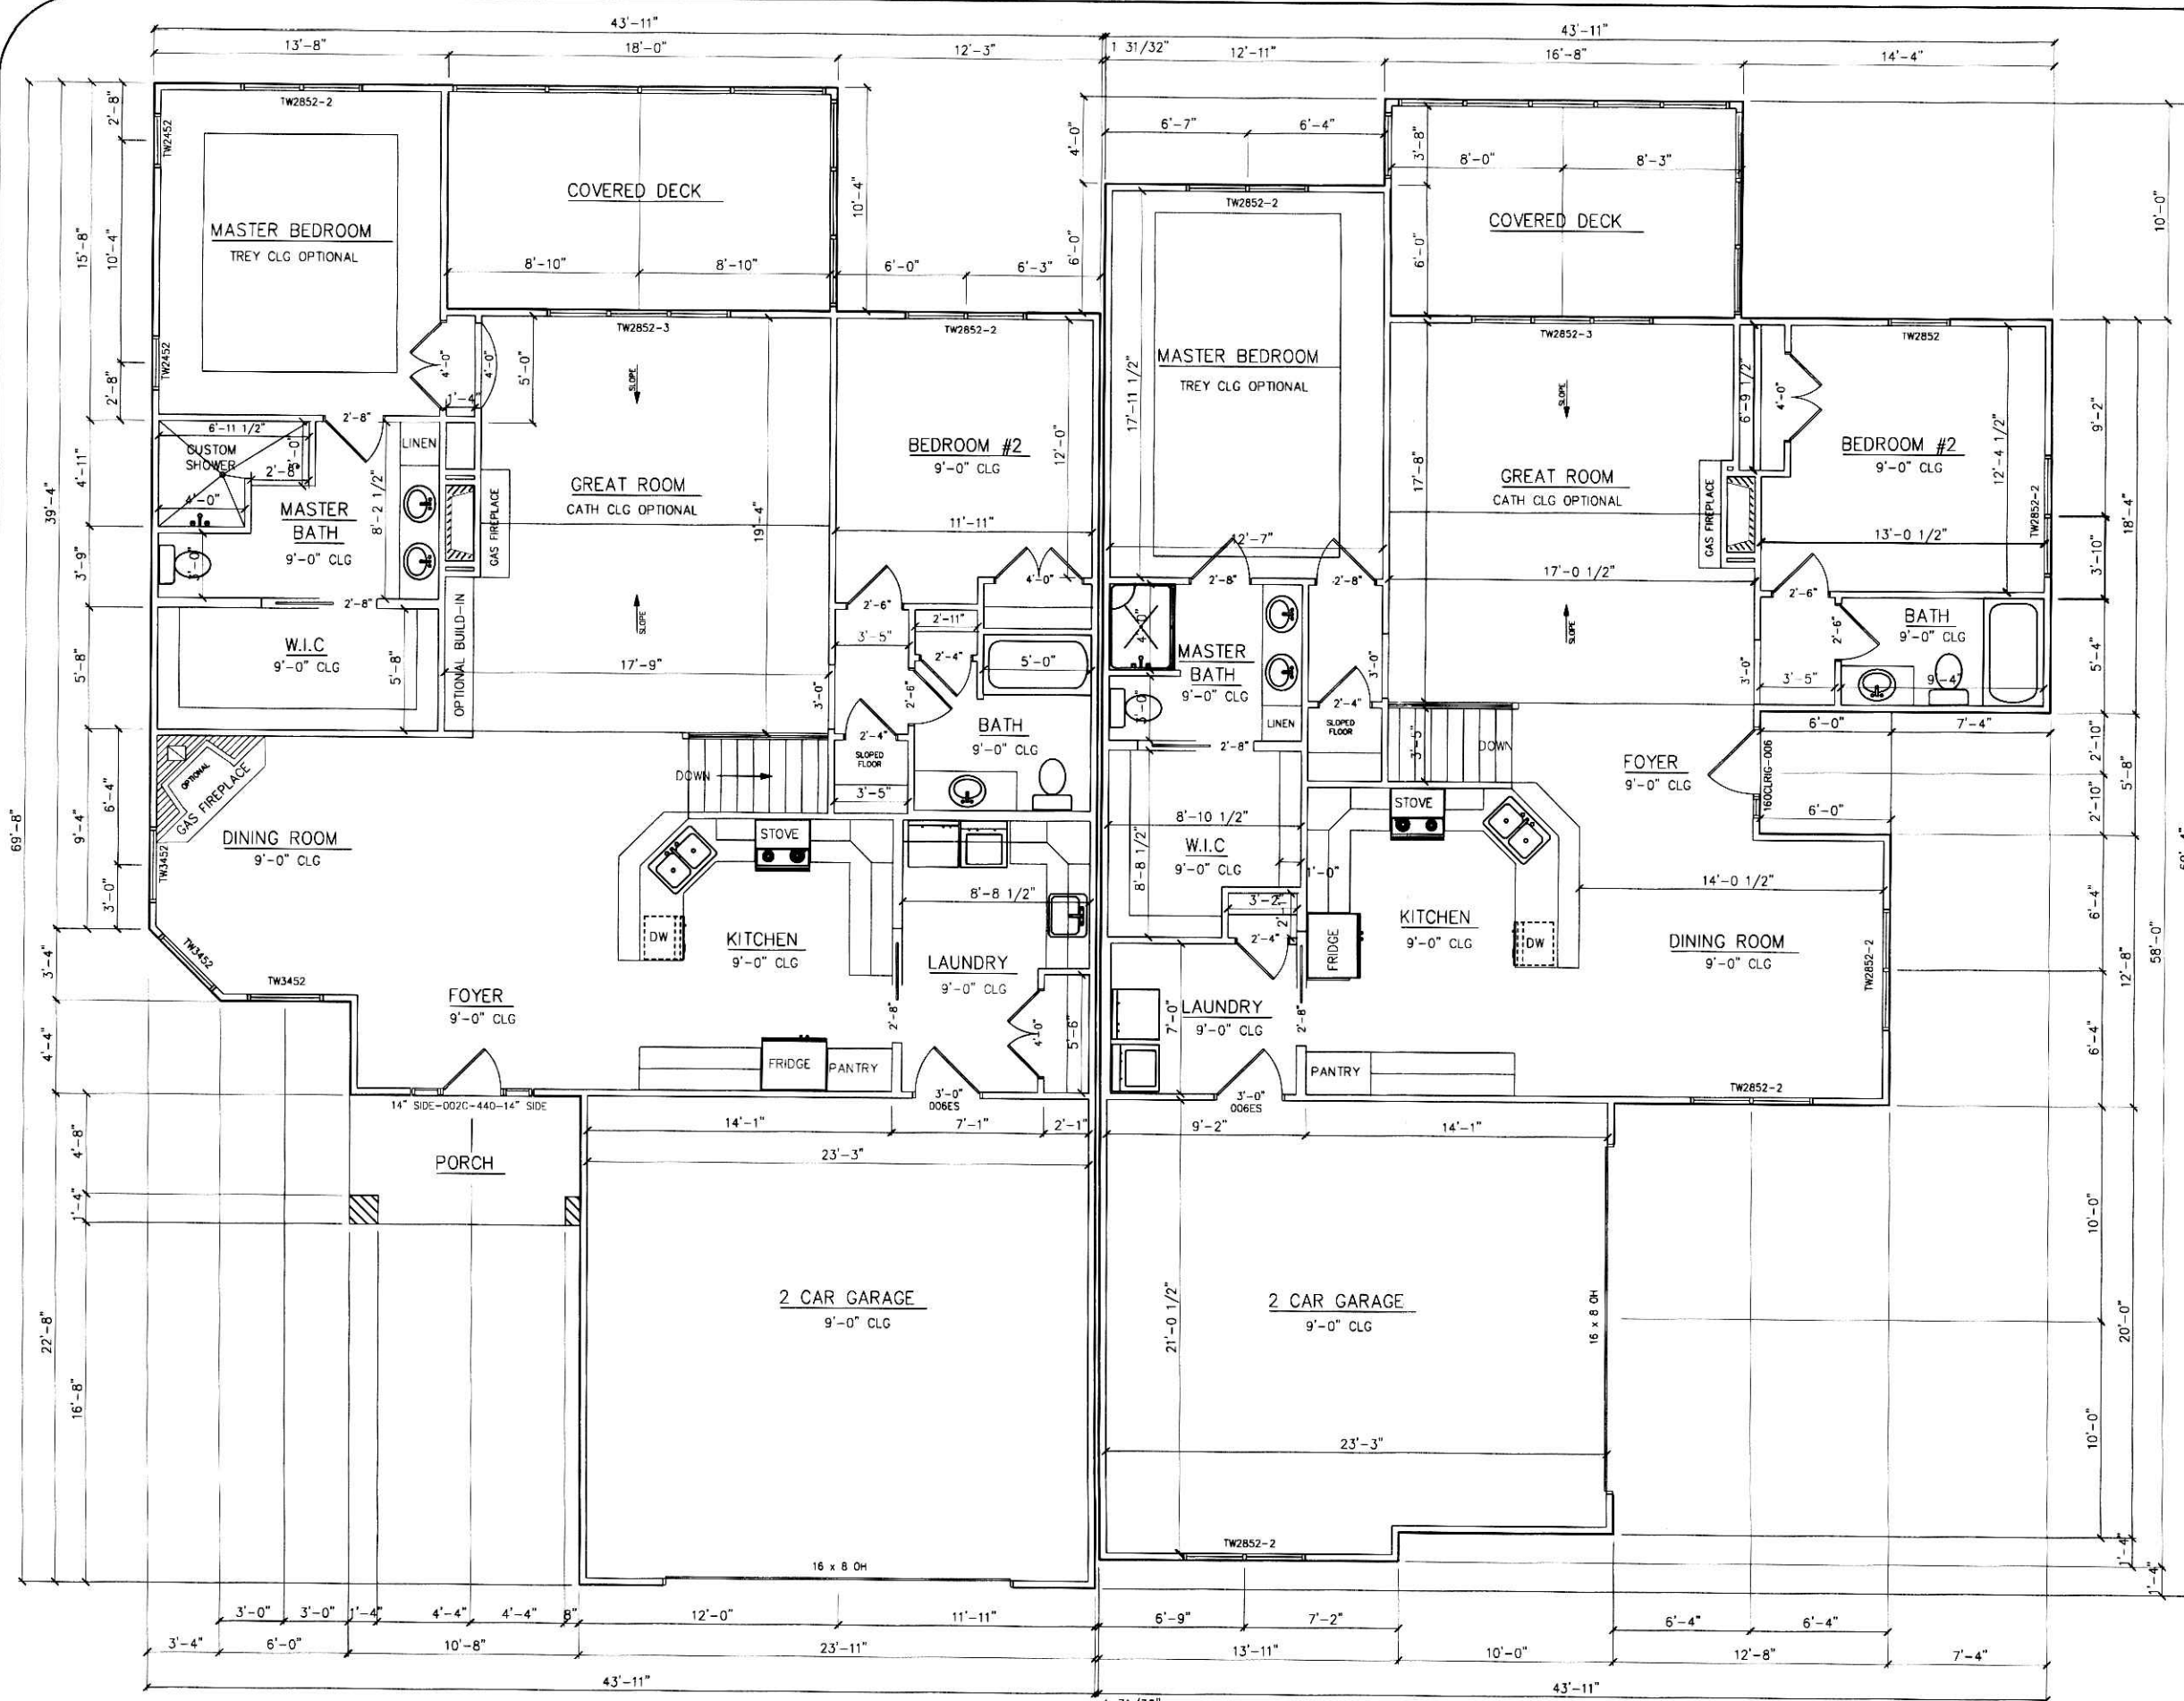 43'-11"
43'-11"
13'-8"
18'-0"
12'-3"
1 31/32"
12'-11"
16'-8"
14'-4"
TW2852-2
2'-8"
TW2452
15'-8"
10'-4"
MASTER BEDROOM
TREY CLG OPTIONAL
COVERED DECK
8'-10"
8'-10"
10'-4"
4'-0"
6'-0"
6'-0"
6'-3"
TW2452
2'-8"
4'-0"
4'-0"
1'-4"
5'-0"
TW2852-3
SLOPE
TW2852-2
2'-8"
6'-11 1/2"
CUSTOM
SHOWER
2'-8"
4'-0"
LINEN
4'-11"
39'-4"
69'-8"
MASTER
BATH
9'-0" CLG
8'-2 1/2"
GAS FIREPLACE
GREAT ROOM
CATH CLG OPTIONAL
19'-4"
BEDROOM #2
9'-0" CLG
12'-0"
11'-11"
3'-9"
3'-0"
2'-8"
4'-0"
2'-6"
W.I.C
9'-0" CLG
5'-8"
5'-8"
OPTIONAL BUILD-IN
SLOPE
17'-9"
3'-0"
3'-5"
2'-11"
2'-4"
2'-6"
5'-0"
BATH
9'-0" CLG
2'-4"
SLOPED
FLOOR
3'-5"
DOWN
OPTIONAL
GAS FIREPLACE
6'-4"
9'-4"
3'-0"
DINING ROOM
9'-0" CLG
TW3452
TW3452
TW3452
STOVE
DW
KITCHEN
9'-0" CLG
8'-8 1/2"
LAUNDRY
9'-0" CLG
3'-4"
4'-4"
FOYER
9'-0" CLG
2'-8"
4'-0"
5'-6"
FRIDGE
PANTRY
3'-0"
006ES
14" SIDE-002C-440-14" SIDE
14'-1"
7'-1"
2'-1"
23'-3"
4'-8"
1'-4"
PORCH
22'-8"
16'-8"
2 CAR GARAGE
9'-0" CLG
16 x 8 OH
3'-0"
3'-0"
1'-4"
4'-4"
4'-4"
8"
12'-0"
11'-11"
3'-4"
6'-0"
10'-8"
23'-11"
43'-11"
6'-7"
6'-4"
3'-8"
8'-0"
8'-3"
10'-0"
TW2852-2
COVERED DECK
6'-0"
MASTER BEDROOM
TREY CLG OPTIONAL
17'-11 1/2"
TW2852-3
SLOPE
6'-9 1/2"
4'-0"
TW2852
9'-2"
17'-8"
GREAT ROOM
CATH CLG OPTIONAL
GAS FIREPLACE
BEDROOM #2
9'-0" CLG
12'-4 1/2"
TW2852-2
18'-4"
13'-0 1/2"
12'-7"
3'-10"
2'-8"
2'-8"
17'-0 1/2"
SLOPE
2'-6"
BATH
9'-0" CLG
2'-6"
4'-0"
MASTER
BATH
9'-0" CLG
3'-0"
3'-0"
3'-0"
3'-5"
9'-4"
5'-4"
LINEN
2'-4"
SLOPED
FLOOR
2'-8"
3'-5"
DOWN
6'-0"
7'-4"
FOYER
9'-0" CLG
160CLRIG-006
2'-10"
2'-10"
5'-8"
6'-0"
STOVE
8'-10 1/2"
8'-8 1/2"
W.I.C
9'-0" CLG
1'-0"
3'-2"
2'-4"
14'-0 1/2"
KITCHEN
9'-0" CLG
FRIDGE
DW
DINING ROOM
9'-0" CLG
TW2852-2
6'-4"
12'-8"
58'-0"
6'-4"
LAUNDRY
9'-0" CLG
7'-0"
2'-8"
PANTRY
TW2852-2
3'-0"
006ES
9'-2"
14'-1"
10'-0"
21'-0 1/2"
2 CAR GARAGE
9'-0" CLG
16 x 8 OH
20'-0"
10'-0"
23'-3"
TW2852-2
1'-4"
1'-4"
6'-9"
7'-2"
6'-4"
6'-4"
13'-11"
10'-0"
12'-8"
7'-4"
43'-11"